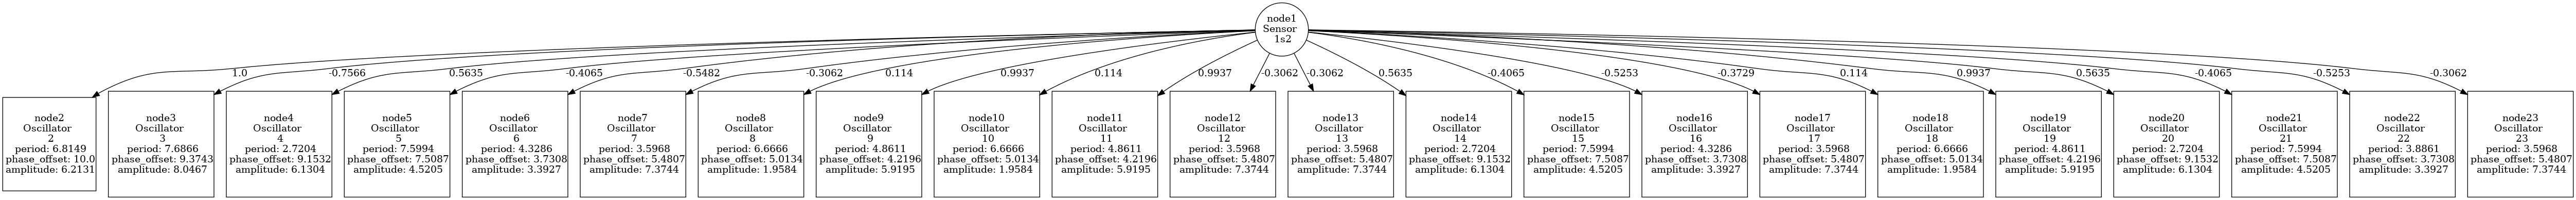 node1
Sensor
1s2
1.0
-0.7566
0.5635
-0.4065
-0.5482
-0.3062
0.114
0.9937
0.114
0.9937
-0.3062
-0.3062
0.5635
-0.4065
-0.5253
-0.3729
0.114
0.9937
0.5635
-0.4065
-0.5253
-0.3062
node2
Oscillator
2
period: 6.8149
phase_offset: 10.0
amplitude: 6.2131
node3
Oscillator
3
period: 7.6866
phase_offset: 9.3743
amplitude: 8.0467
node4
Oscillator
4
period: 2.7204
phase_offset: 9.1532
amplitude: 6.1304
node5
Oscillator
5
period: 7.5994
phase_offset: 7.5087
amplitude: 4.5205
node6
Oscillator
6
period: 4.3286
phase_offset: 3.7308
amplitude: 3.3927
node7
Oscillator
7
period: 3.5968
phase_offset: 5.4807
amplitude: 7.3744
node8
Oscillator
8
period: 6.6666
phase_offset: 5.0134
amplitude: 1.9584
node9
Oscillator
9
period: 4.8611
phase_offset: 4.2196
amplitude: 5.9195
node10
Oscillator
10
period: 6.6666
phase_offset: 5.0134
amplitude: 1.9584
node11
Oscillator
11
period: 4.8611
phase_offset: 4.2196
amplitude: 5.9195
node12
Oscillator
12
period: 3.5968
phase_offset: 5.4807
amplitude: 7.3744
node13
Oscillator
13
period: 3.5968
phase_offset: 5.4807
amplitude: 7.3744
node14
Oscillator
14
period: 2.7204
phase_offset: 9.1532
amplitude: 6.1304
node15
Oscillator
15
period: 7.5994
phase_offset: 7.5087
amplitude: 4.5205
node16
Oscillator
16
period: 4.3286
phase_offset: 3.7308
amplitude: 3.3927
node17
Oscillator
17
period: 3.5968
phase_offset: 5.4807
amplitude: 7.3744
node18
Oscillator
18
period: 6.6666
phase_offset: 5.0134
amplitude: 1.9584
node19
Oscillator
19
period: 4.8611
phase_offset: 4.2196
amplitude: 5.9195
node20
Oscillator
20
period: 2.7204
phase_offset: 9.1532
amplitude: 6.1304
node21
Oscillator
21
period: 7.5994
phase_offset: 7.5087
amplitude: 4.5205
node22
Oscillator
22
period: 3.8861
phase_offset: 3.7308
amplitude: 3.3927
node23
Oscillator
23
period: 3.5968
phase_offset: 5.4807
amplitude: 7.3744